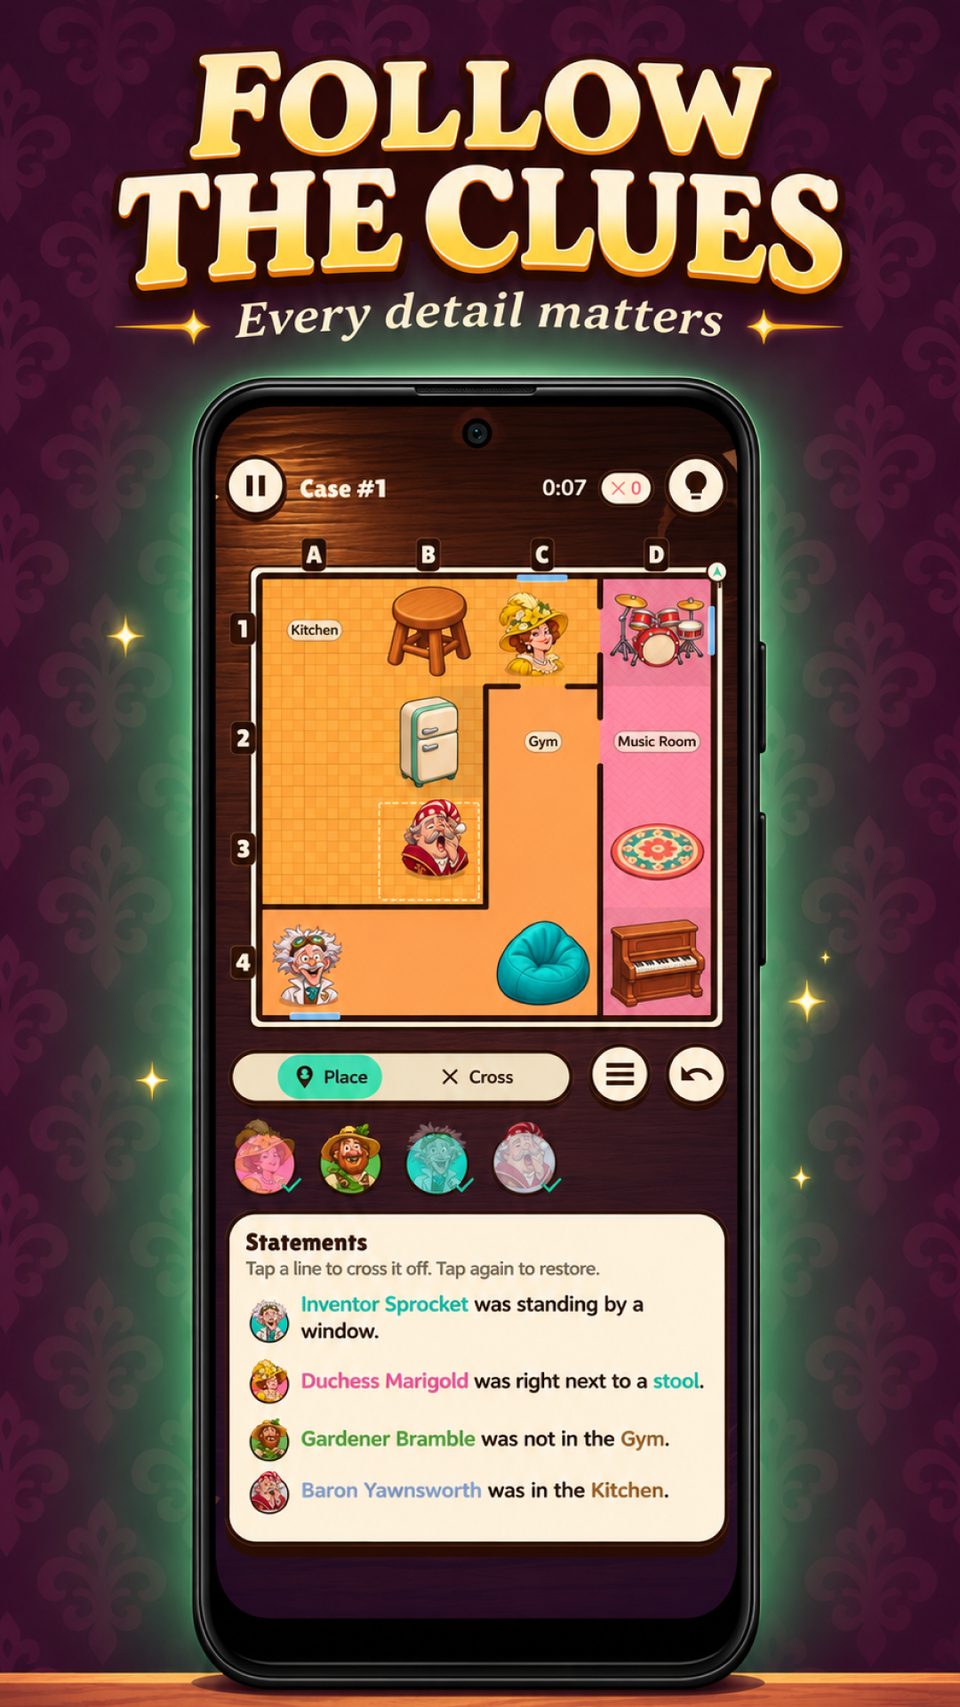 FOLLOW
THE CLUES
Every detail matters
Case #1
0:07
× 0
A
B
C
D
1
Kitchen
2
Gym
Music Room
3
4
Place
Cross
Statements
Tap a line to cross it off. Tap again to restore.
Inventor Sprocket was standing by a
window.
Duchess Marigold was right next to a stool.
Gardener Bramble was not in the Gym.
Baron Yawnsworth was in the Kitchen.